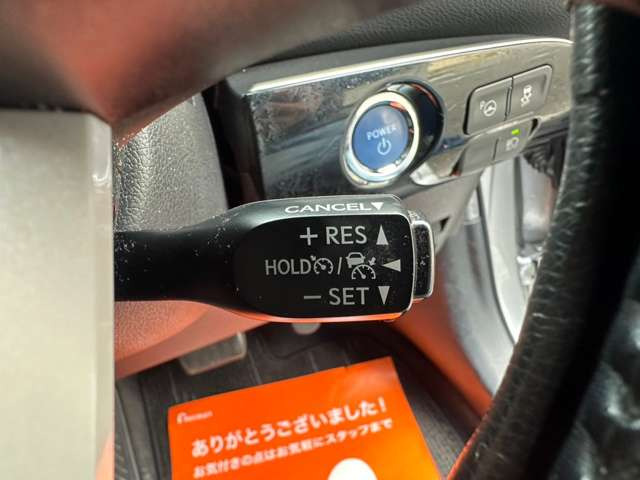 POWER
CANCEL▼
+ RES ▲
HOLD / ◀
− SET ▼
ありがとうございました!
お気付きの点はお気軽にスタッフまで